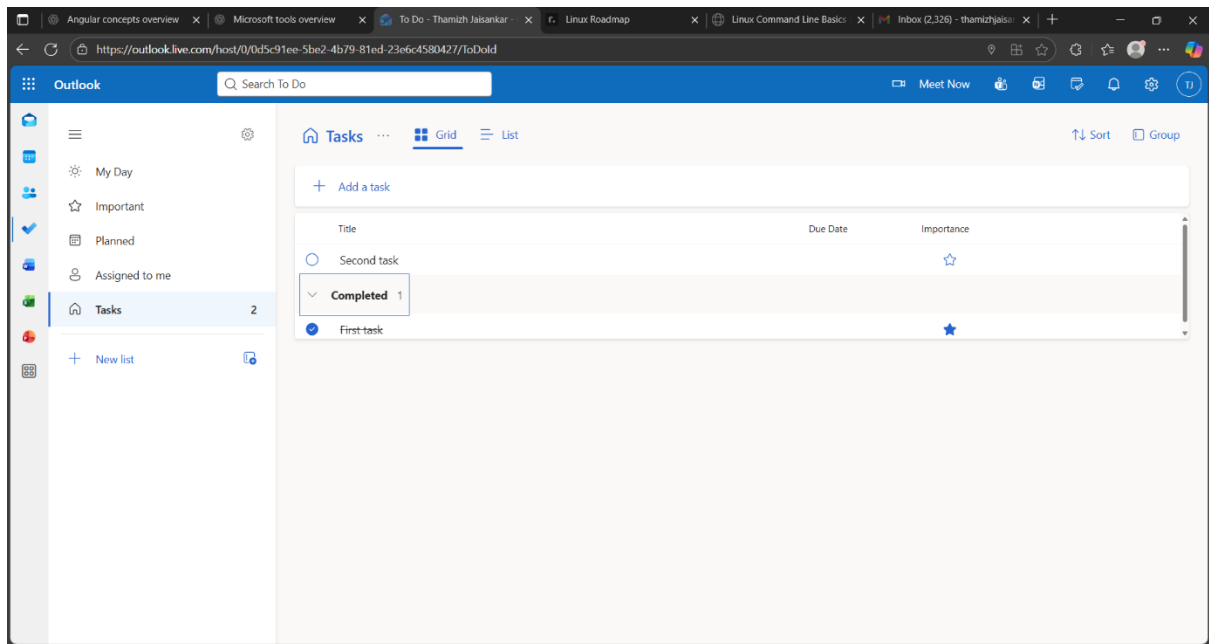 Angular concepts overview
Microsoft tools overview
To Do - Thamizh Jaisankar -
Linux Roadmap
Linux Command Line Basics
Inbox (2,326) - thamizhjaisa
https://outlook.live.com/host/0/0d5c91ee-5be2-4b79-81ed-23e6c4580427/ToDoId
Outlook
Search To Do
Meet Now
TJ
Tasks
Grid
List
Sort
Group
My Day
Important
Planned
Assigned to me
Tasks 2
New list
Add a task
Title Due Date Importance
Second task
Completed 1
First task